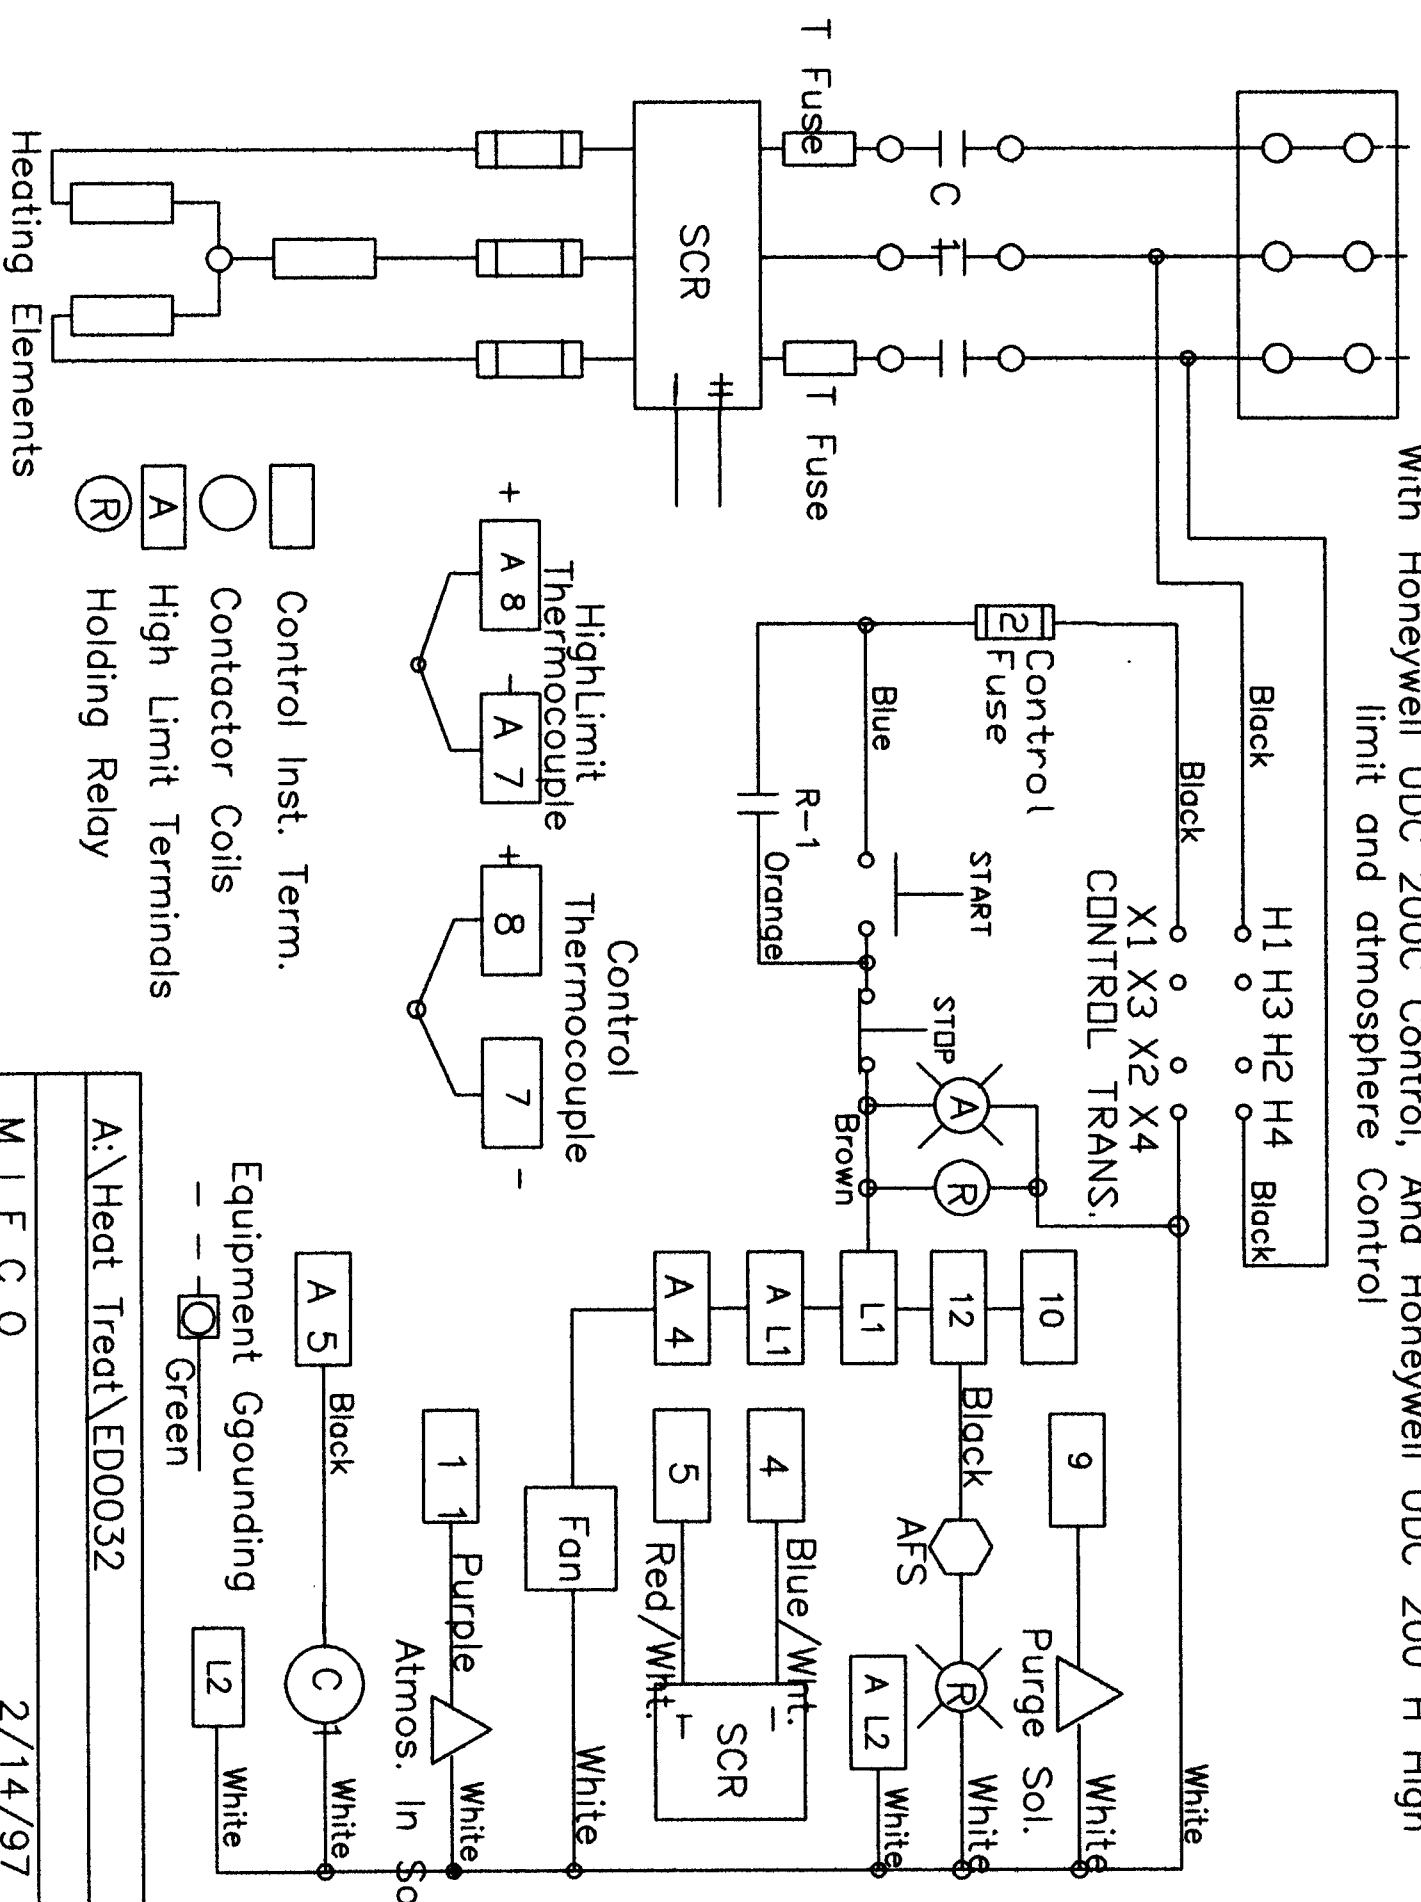 With Honeywell UDC 2000 Control, And Honeywell UDC 200 H High
limit and atmosphere Control
T Fuse
C 1
SCR
T Fuse
+
-
Heating Elements
Black
H1 H3 H2 H4
Black
Black
X1 X3 X2 X4
CONTROL TRANS.
White
2
Control
Fuse
Blue
START
R-1
Orange
STOP
A
R
Brown
10
12
L1
A L1
A 4
9
Purge Sol.
White
Black
AFS
R
White
A L2
White
4
Blue/Wht.
5
Red/Wht.
-
+
SCR
Fan
White
HighLimit
Thermocouple
+
A 8
-
A 7
Control
Thermocouple
+
8
7
-
1 1
Purple
Atmos. In
White
A 5
Black
C 1
White
L2
White
Control Inst. Term.
Contactor Coils
A
High Limit Terminals
R
Holding Relay
Equipment Ggounding
Green
A:\Heat Treat\ED0032
M I F C O
2/14/97